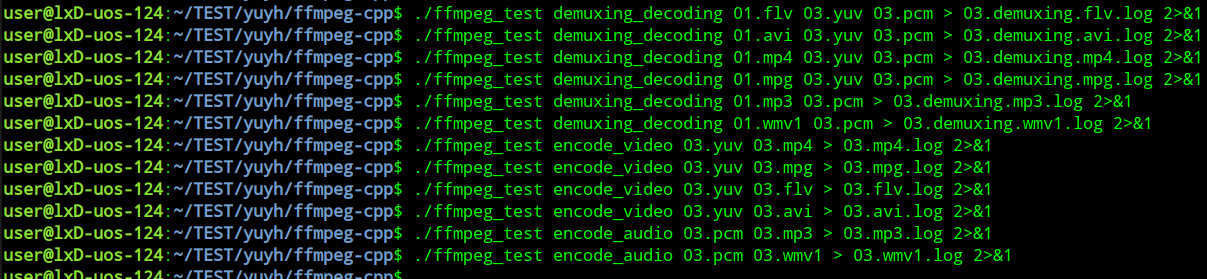 user@lxD-uos-124:~/TEST/yuyh/ffmpeg-cpp$ ./ffmpeg_test demuxing_decoding 01.flv 03.yuv 03.pcm > 03.demuxing.flv.log 2>&1
user@lxD-uos-124:~/TEST/yuyh/ffmpeg-cpp$ ./ffmpeg_test demuxing_decoding 01.avi 03.yuv 03.pcm > 03.demuxing.avi.log 2>&1
user@lxD-uos-124:~/TEST/yuyh/ffmpeg-cpp$ ./ffmpeg_test demuxing_decoding 01.mp4 03.yuv 03.pcm > 03.demuxing.mp4.log 2>&1
user@lxD-uos-124:~/TEST/yuyh/ffmpeg-cpp$ ./ffmpeg_test demuxing_decoding 01.mpg 03.yuv 03.pcm > 03.demuxing.mpg.log 2>&1
user@lxD-uos-124:~/TEST/yuyh/ffmpeg-cpp$ ./ffmpeg_test demuxing_decoding 01.mp3 03.pcm > 03.demuxing.mp3.log 2>&1
user@lxD-uos-124:~/TEST/yuyh/ffmpeg-cpp$ ./ffmpeg_test demuxing_decoding 01.wmv1 03.pcm > 03.demuxing.wmv1.log 2>&1
user@lxD-uos-124:~/TEST/yuyh/ffmpeg-cpp$ ./ffmpeg_test encode_video 03.yuv 03.mp4 > 03.mp4.log 2>&1
user@lxD-uos-124:~/TEST/yuyh/ffmpeg-cpp$ ./ffmpeg_test encode_video 03.yuv 03.mpg > 03.mpg.log 2>&1
user@lxD-uos-124:~/TEST/yuyh/ffmpeg-cpp$ ./ffmpeg_test encode_video 03.yuv 03.flv > 03.flv.log 2>&1
user@lxD-uos-124:~/TEST/yuyh/ffmpeg-cpp$ ./ffmpeg_test encode_video 03.yuv 03.avi > 03.avi.log 2>&1
user@lxD-uos-124:~/TEST/yuyh/ffmpeg-cpp$ ./ffmpeg_test encode_audio 03.pcm 03.mp3 > 03.mp3.log 2>&1
user@lxD-uos-124:~/TEST/yuyh/ffmpeg-cpp$ ./ffmpeg_test encode_audio 03.pcm 03.wmv1 > 03.wmv1.log 2>&1